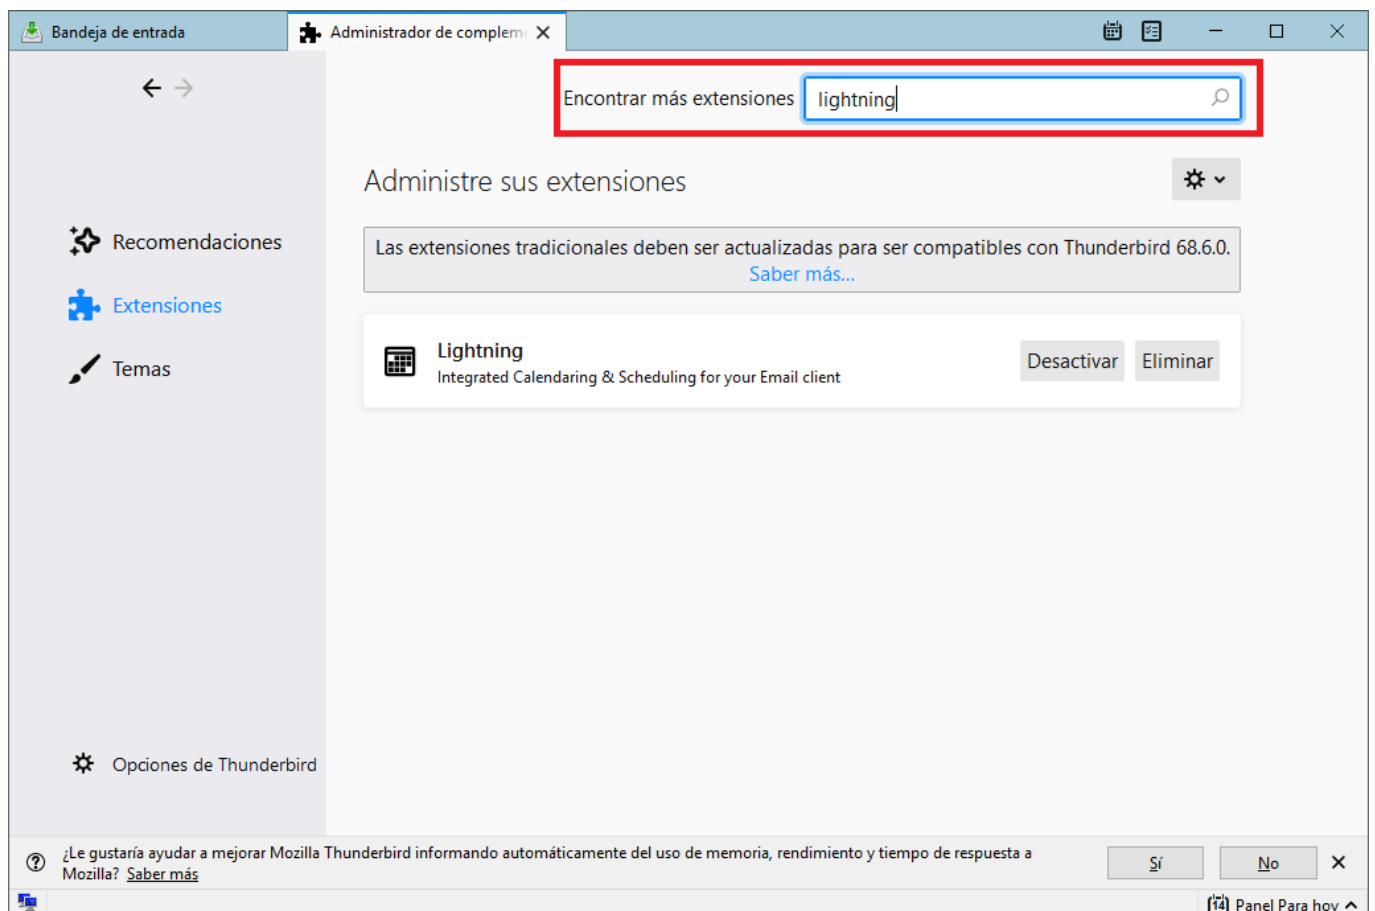 Bandeja de entrada
Administrador de complem
Encontrar más extensiones
lightning
Administre sus extensiones
Recomendaciones
Las extensiones tradicionales deben ser actualizadas para ser compatibles con Thunderbird 68.6.0.
Saber más...
Extensiones
Lightning
Integrated Calendaring & Scheduling for your Email client
Desactivar
Eliminar
Temas
Opciones de Thunderbird
¿Le gustaría ayudar a mejorar Mozilla Thunderbird informando automáticamente del uso de memoria, rendimiento y tiempo de respuesta a
Mozilla? Saber más
Sí
No
14 Panel Para hoy